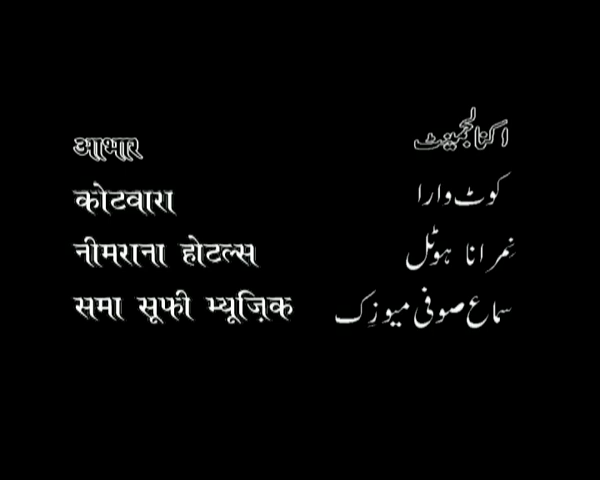 आभार اکنالجمینٹ
कोटवारा کوٹ وارا
नीमराना होटल्स نمرانا ہوٹل
समा सूफी म्यूज़िक سماع صوفی میوزک